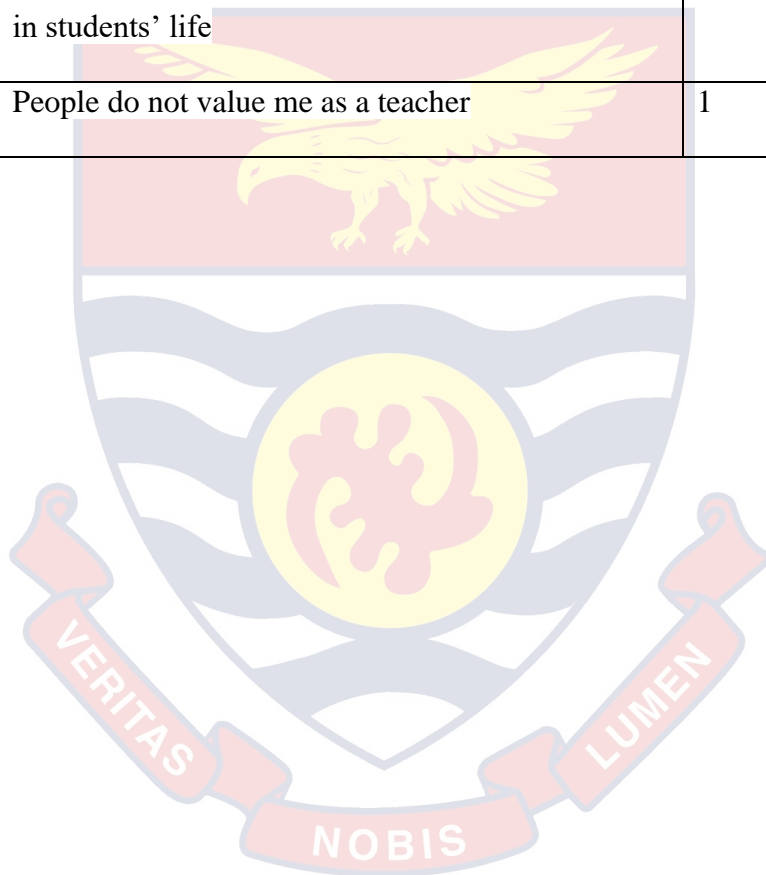 in students’ life
People do not value me as a teacher 1
VERITAS
NOBIS
LUMEN